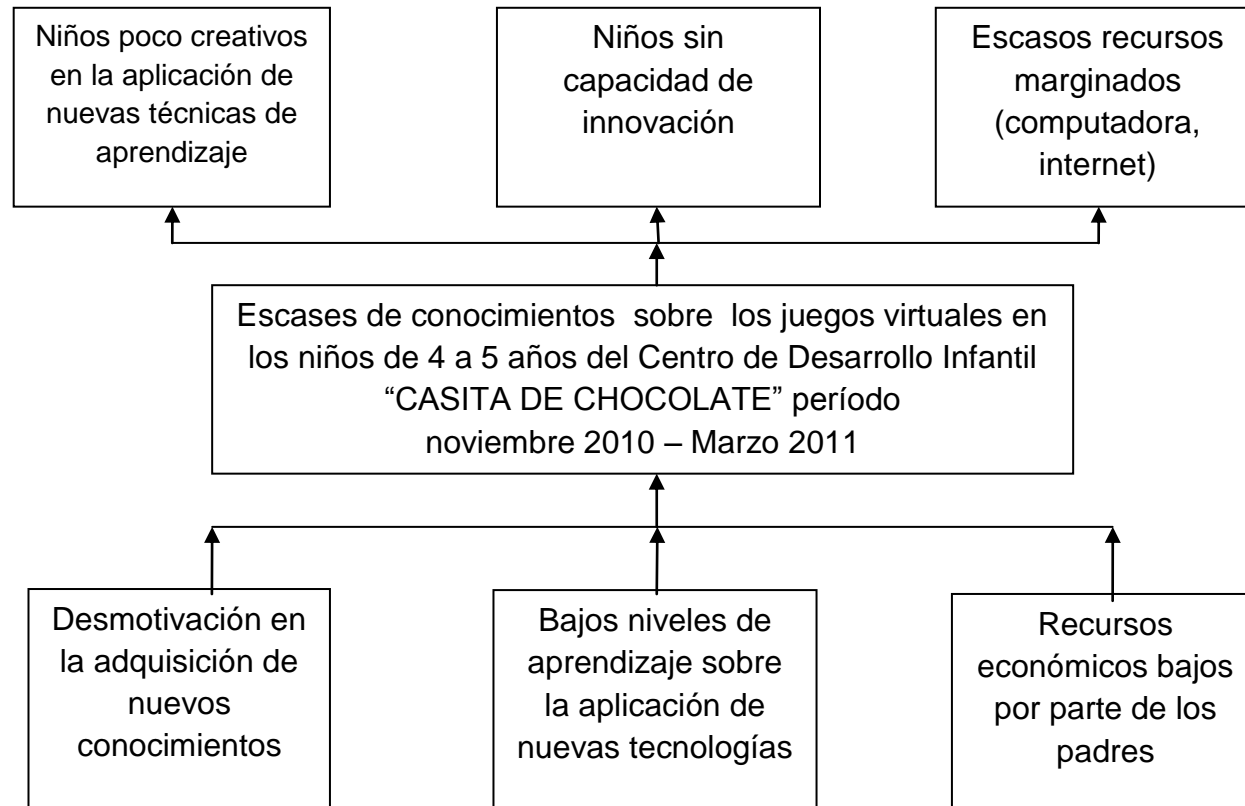 Niños poco creativos
en la aplicación de
nuevas técnicas de
aprendizaje
Niños sin
capacidad de
innovación
Escasos recursos
marginados
(computadora,
internet)
Escases de conocimientos sobre los juegos virtuales en
los niños de 4 a 5 años del Centro de Desarrollo Infantil
“CASITA DE CHOCOLATE” período
noviembre 2010 – Marzo 2011
Desmotivación en
la adquisición de
nuevos
conocimientos
Bajos niveles de
aprendizaje sobre
la aplicación de
nuevas tecnologías
Recursos
económicos bajos
por parte de los
padres